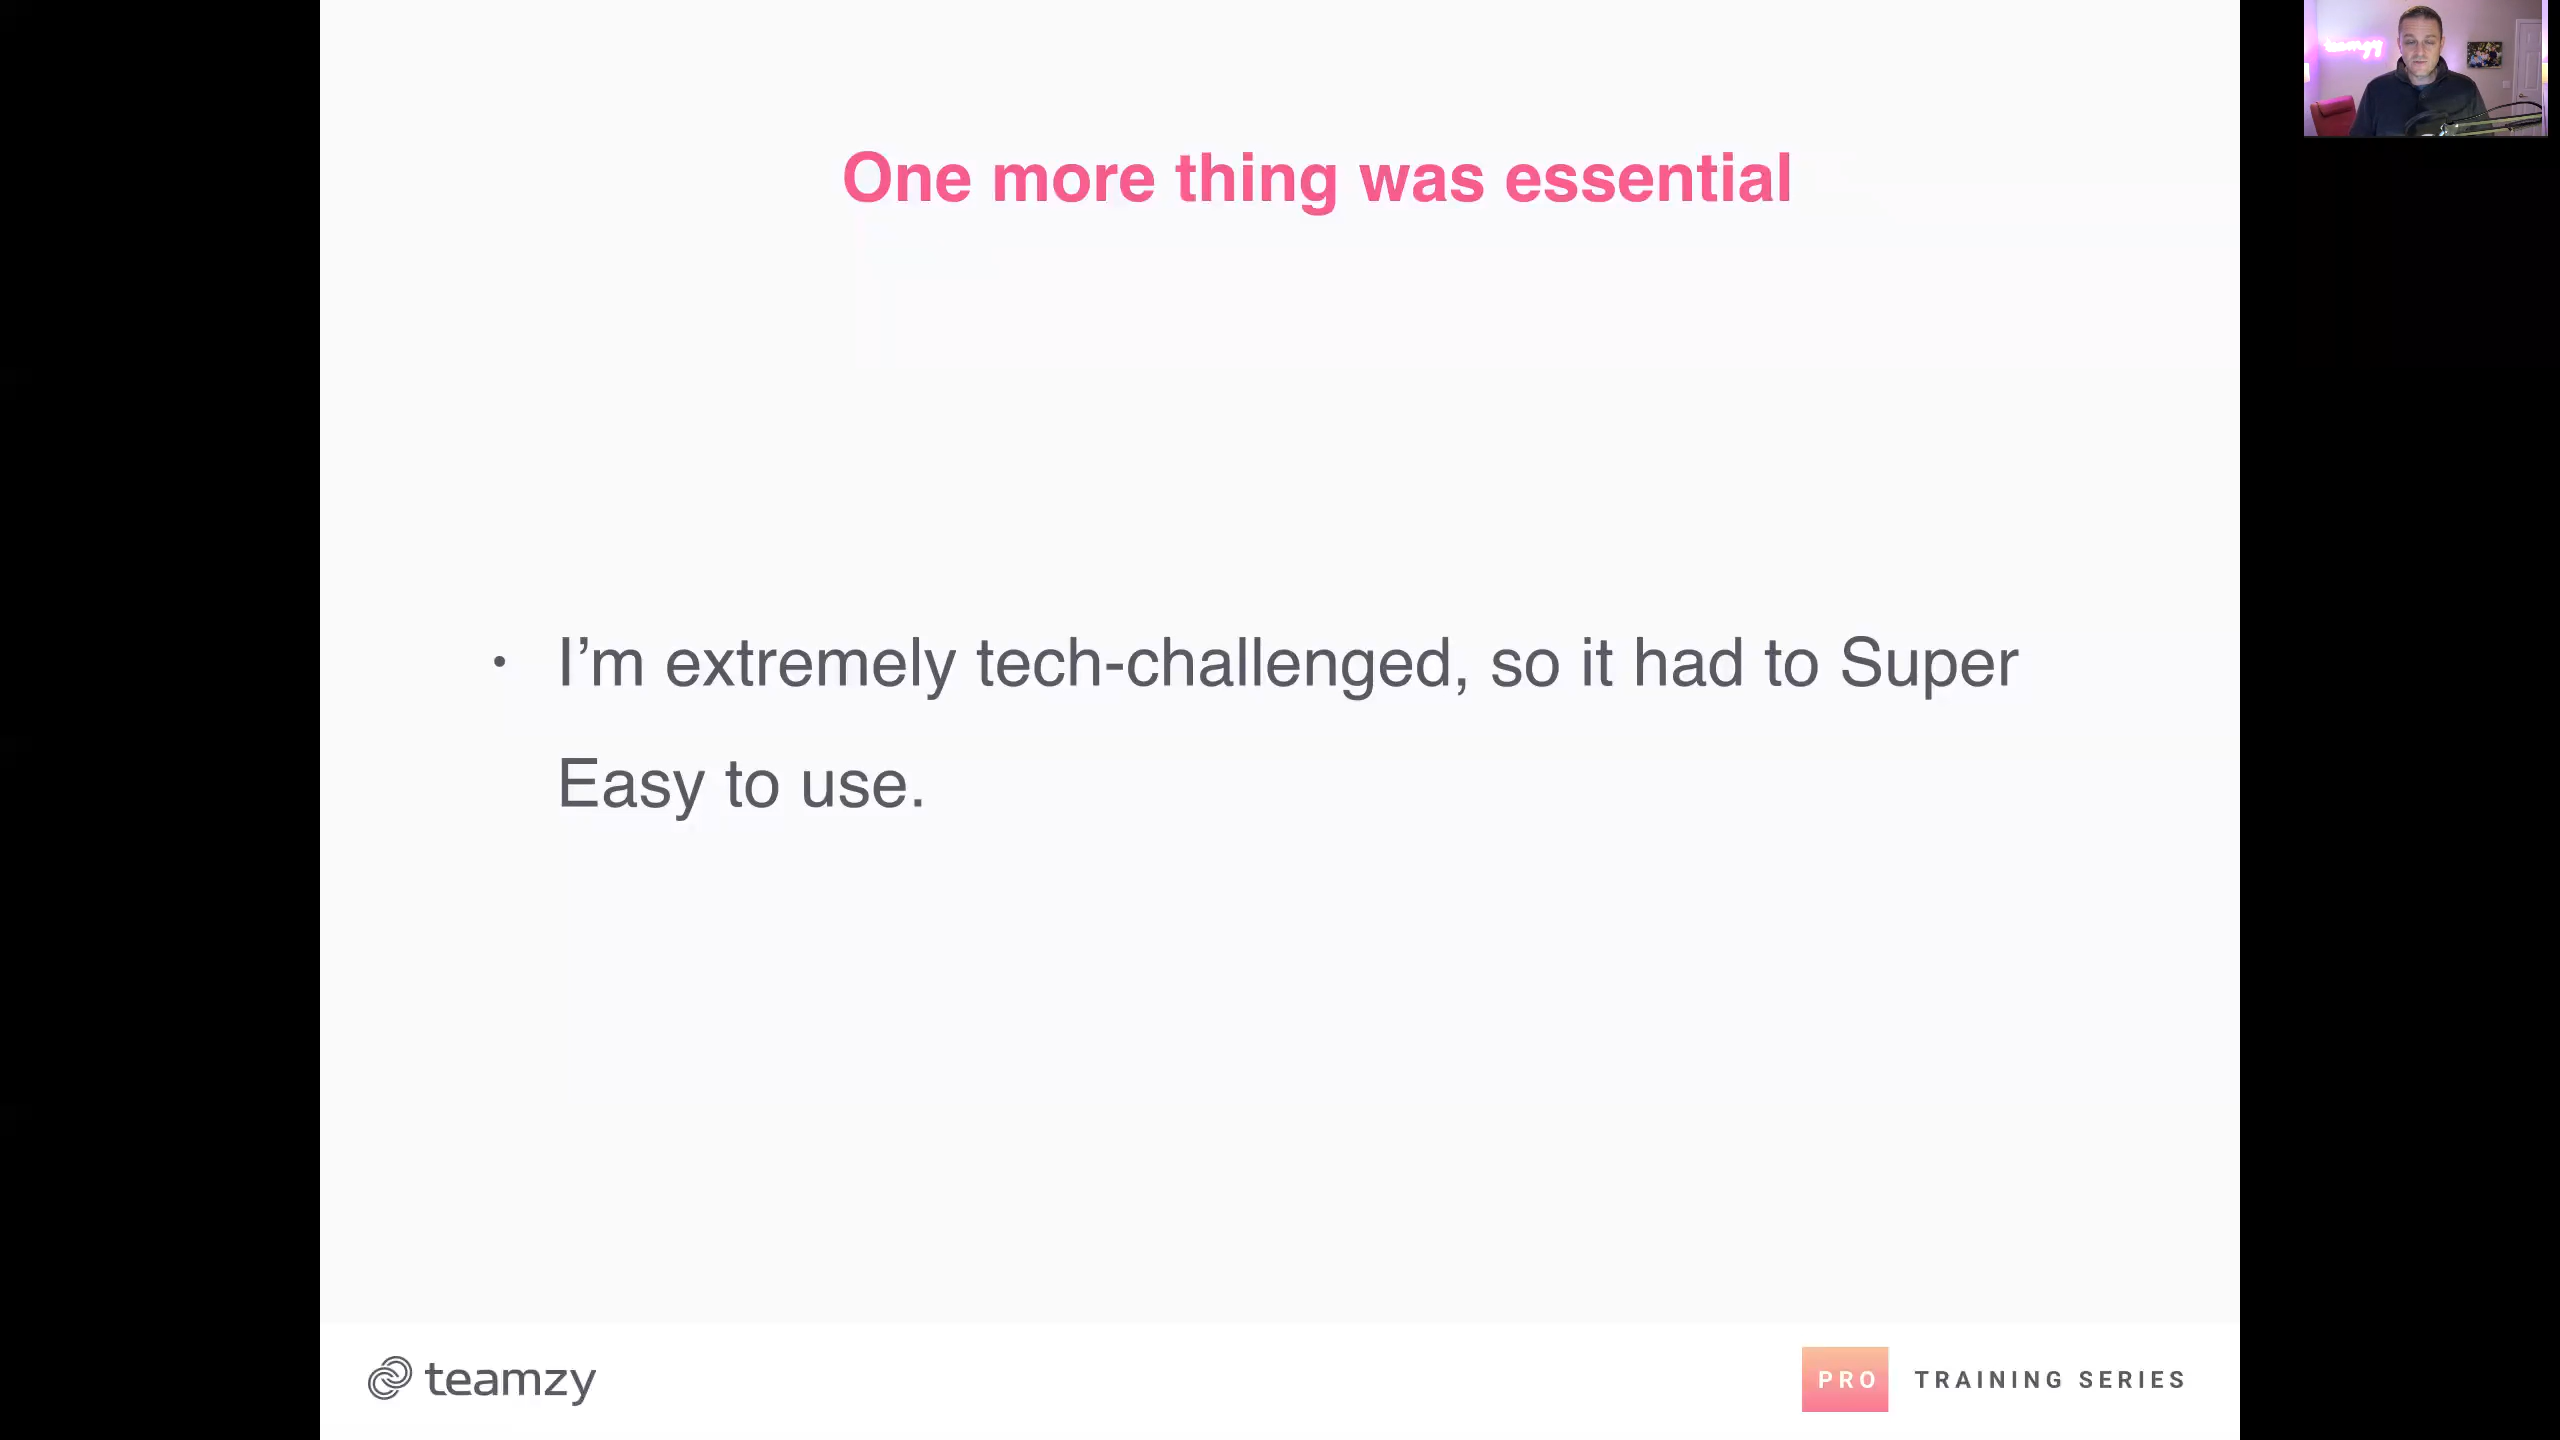 One more thing was essential
• I’m extremely tech-challenged, so it had to Super
Easy to use.
teamzy
PRO TRAINING SERIES
teamzy